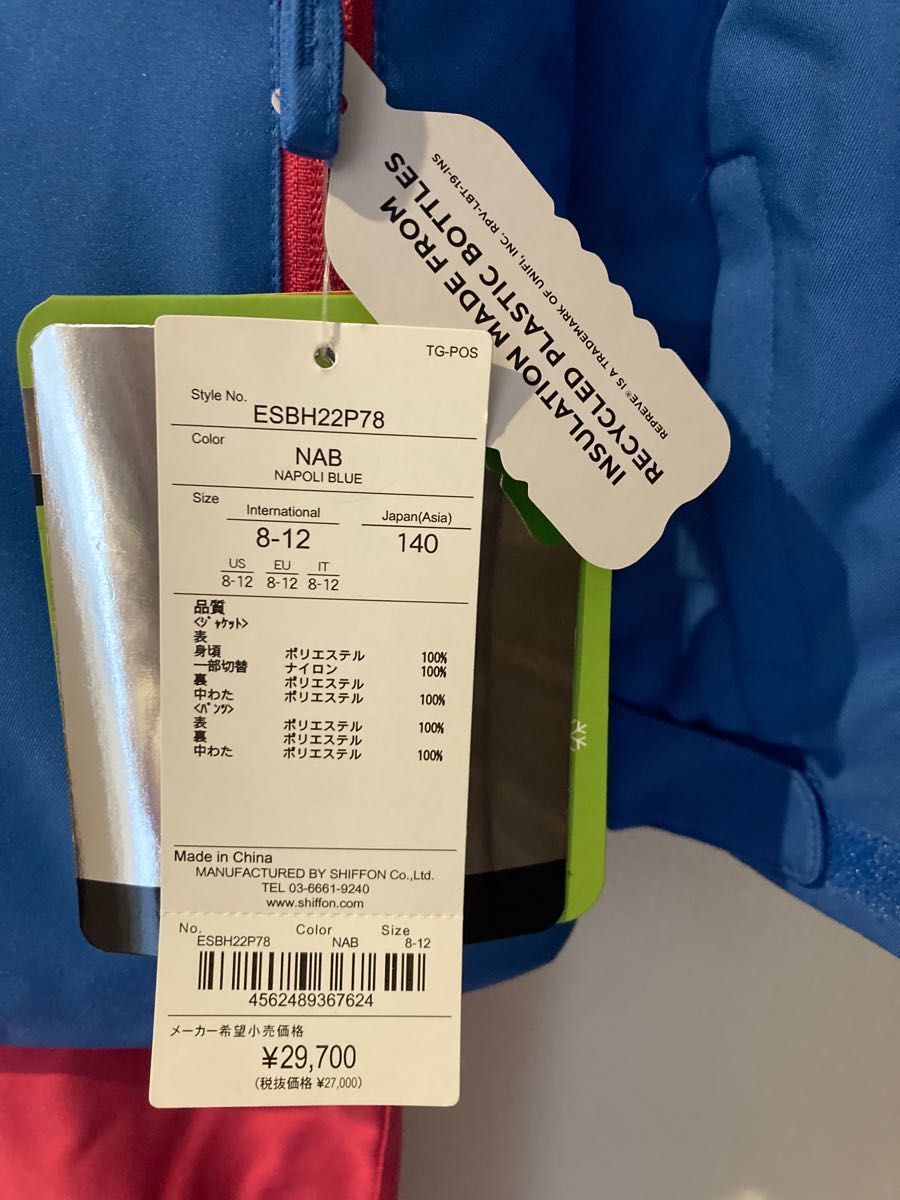 INSULATION MADE FROM
RECYCLED PLASTIC BOTTLES
REPREVE® IS A TRADEMARK OF UNIFI, INC. RPV-LBT-19-INS
TG-POS
Style No.
ESBH22P78
Color
NAB
NAPOLI BLUE
Size
International Japan(Asia)
8-12 140
US EU IT
8-12 8-12 8-12
品質
<ｼﾞｬｹｯﾄ>
表
身頃 ポリエステル 100%
一部切替 ナイロン 100%
裏 ポリエステル
中わた ポリエステル 100%
<ﾊﾟﾝﾂ>
表 ポリエステル 100%
裏 ポリエステル
中わた ポリエステル 100%
Made in China
MANUFACTURED BY SHIFFON Co.,Ltd.
TEL 03-6661-9240
www.shiffon.com
No. Color Size
ESBH22P78 NAB 8-12
4562489367624
メーカー希望小売価格
¥29,700
(税抜価格 ¥27,000)